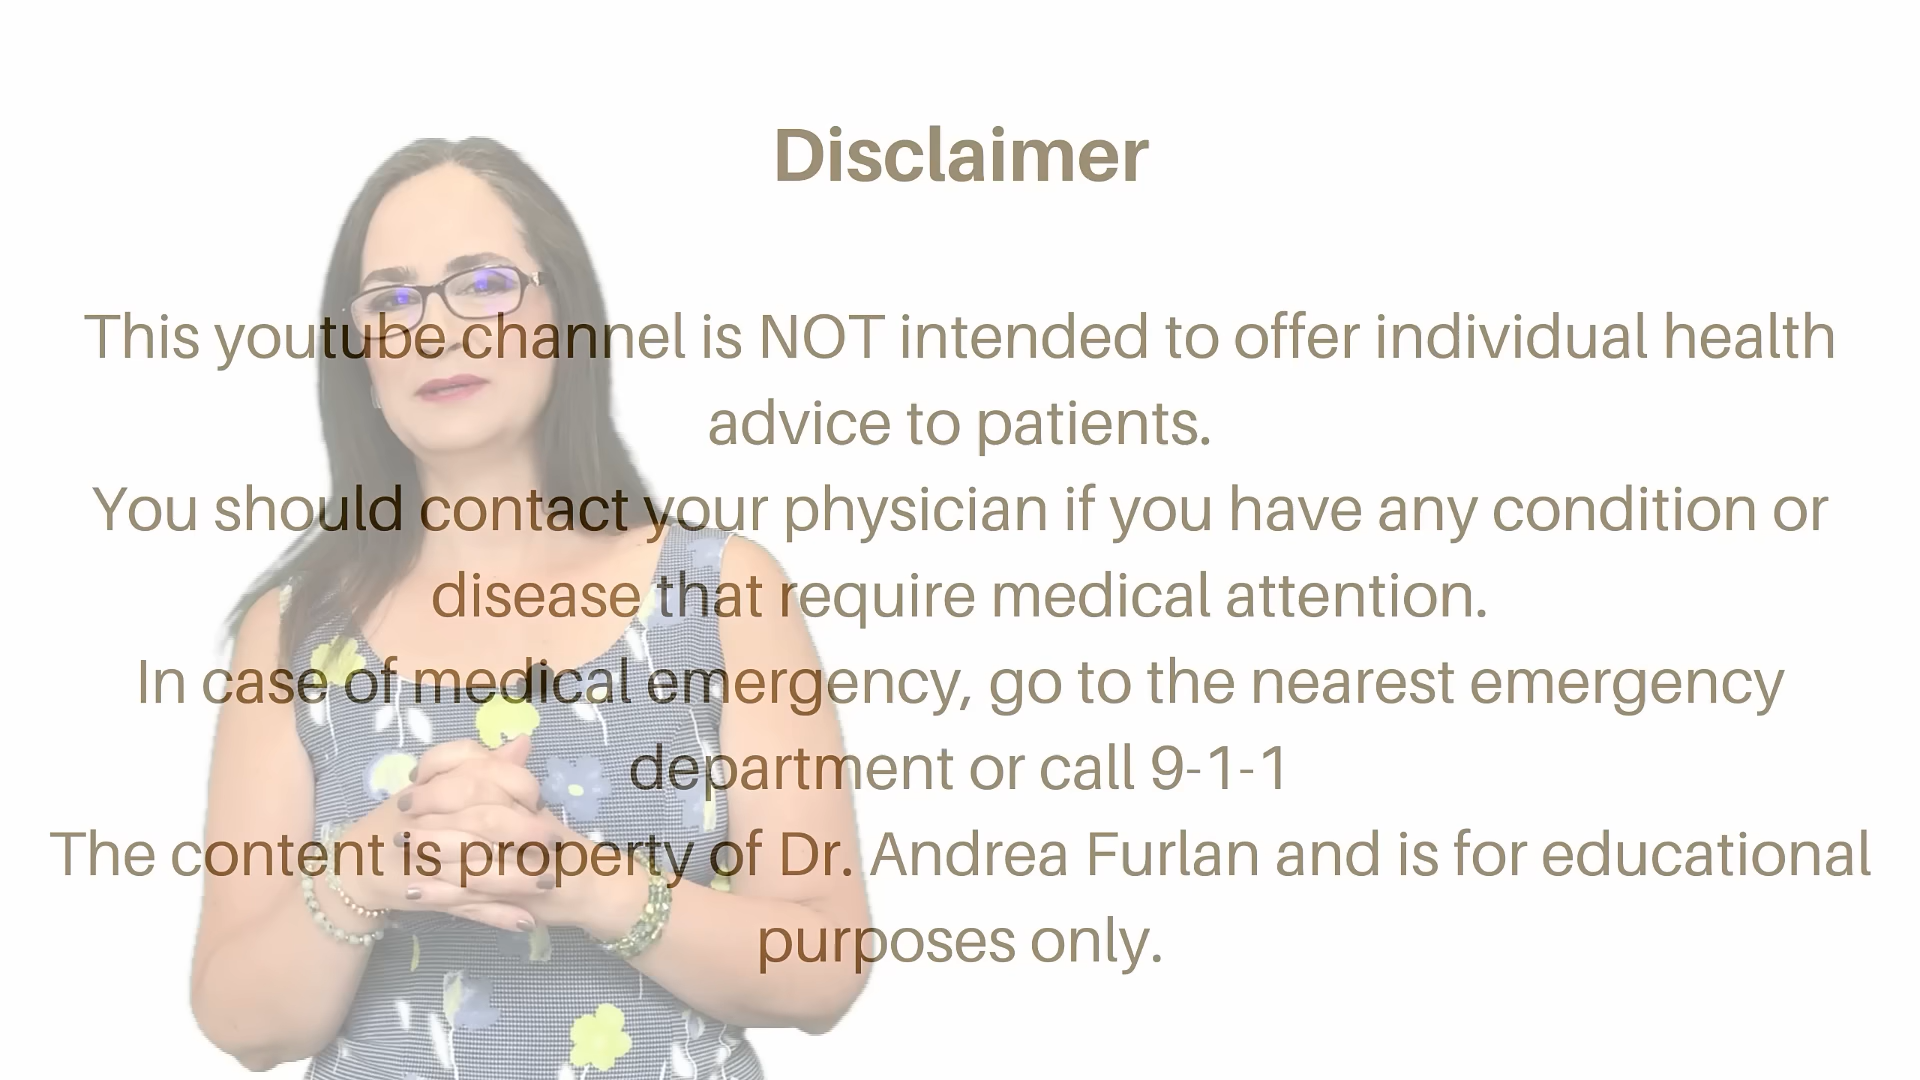 Disclaimer
This youtube channel is NOT intended to offer individual health
advice to patients.
You should contact your physician if you have any condition or
disease that require medical attention.
In case of medical emergency, go to the nearest emergency
department or call 9-1-1
The content is property of Dr. Andrea Furlan and is for educational
purposes only.